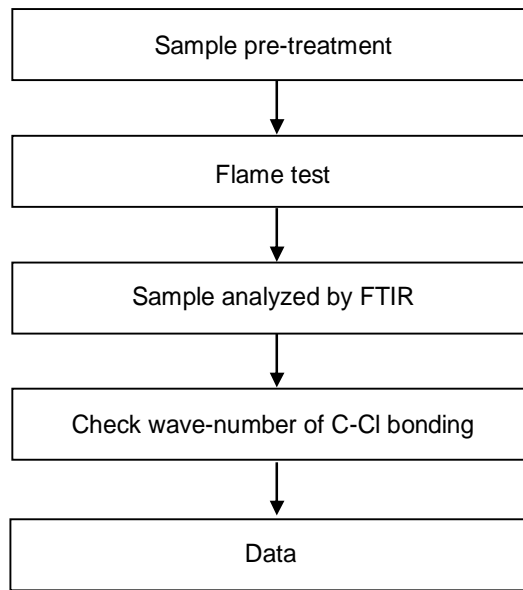 Sample pre-treatment
Flame test
Sample analyzed by FTIR
Check wave-number of C-Cl bonding
Data